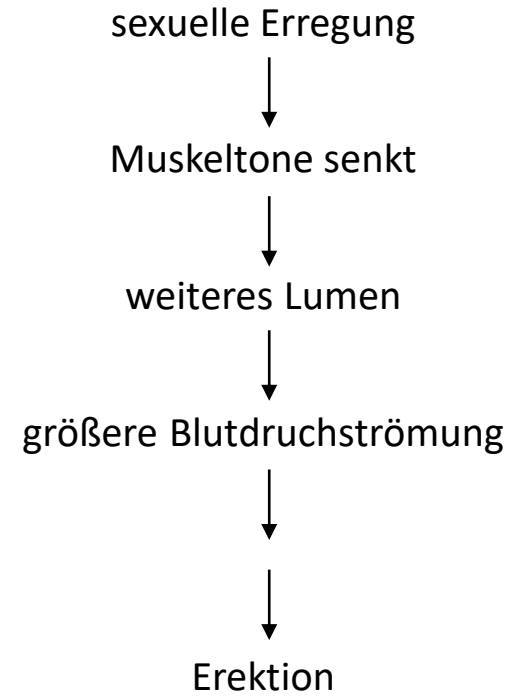 sexuelle Erregung
Muskeltone senkt
weiteres Lumen
größere Blutdruchströmung
Erektion